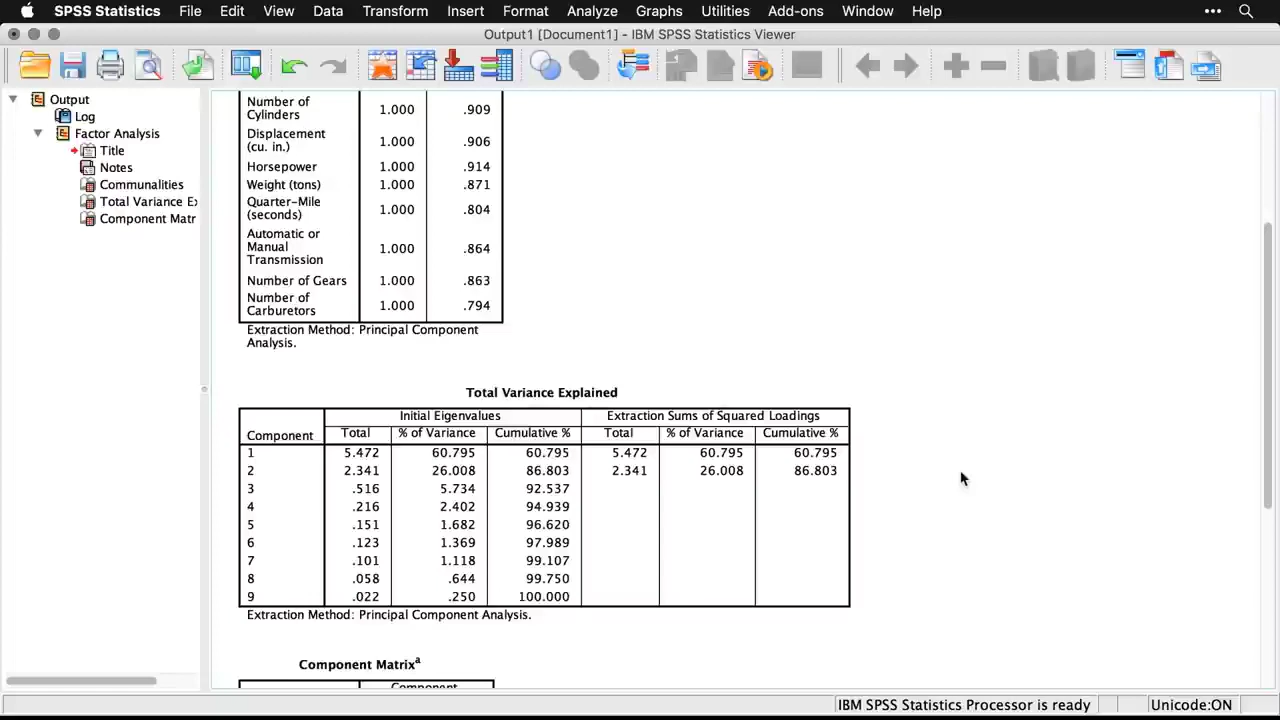 SPSS Statistics File Edit View Data Transform Insert Format Analyze Graphs Utilities Add-ons Window Help
Output1 [Document1] - IBM SPSS Statistics Viewer
Output
Log
Factor Analysis
Title
Notes
Communalities
Total Variance Ex
Component Matr
Number of Cylinders 1.000 .909
Displacement (cu. in.) 1.000 .906
Horsepower 1.000 .914
Weight (tons) 1.000 .871
Quarter-Mile (seconds) 1.000 .804
Automatic or Manual Transmission 1.000 .864
Number of Gears 1.000 .863
Number of Carburetors 1.000 .794
Extraction Method: Principal Component
Analysis.
Total Variance Explained
Initial Eigenvalues Extraction Sums of Squared Loadings
Component Total % of Variance Cumulative % Total % of Variance Cumulative %
1 5.472 60.795 60.795 5.472 60.795 60.795
2 2.341 26.008 86.803 2.341 26.008 86.803
3 .516 5.734 92.537
4 .216 2.402 94.939
5 .151 1.682 96.620
6 .123 1.369 97.989
7 .101 1.118 99.107
8 .058 .644 99.750
9 .022 .250 100.000
Extraction Method: Principal Component Analysis.
Component Matrixᵃ
Component
IBM SPSS Statistics Processor is ready Unicode:ON